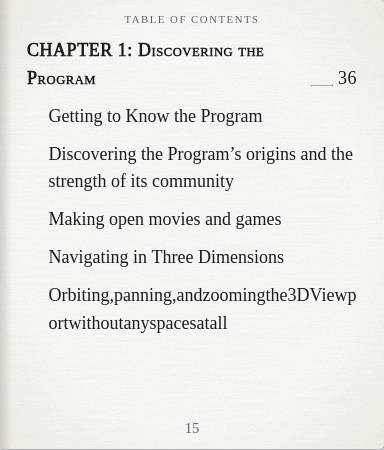 TABLE OF CONTENTS
CHAPTER 1: Discovering the
Program 36
Getting to Know the Program
Discovering the Program’s origins and the
strength of its community
Making open movies and games
Navigating in Three Dimensions
Orbiting,panning,andzoomingthe3DViewp
ortwithoutanyspacesatall
15